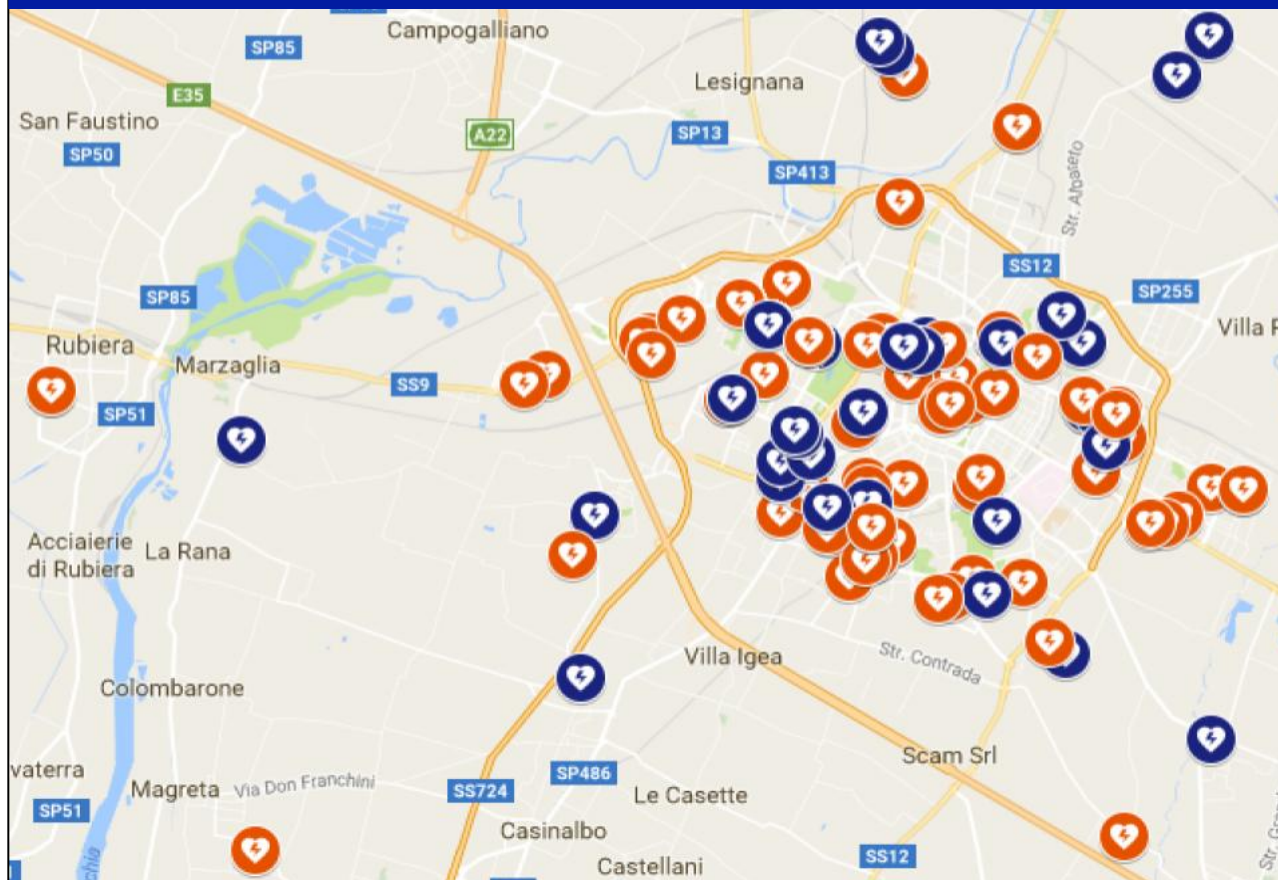 Campogalliano
SP85
Lesignana
E35
San Faustino
A22
SP13
SP50
SP413
Str. Albareto
SS12
SP85
SP255
Rubiera
Villa
Marzaglia
SS9
SP51
Acciaierie
di Rubiera
La Rana
Villa Igea
Str. Contrada
Colombarone
Scam Srl
vaterra
Magreta
Via Don Franchini
SS724
SP486
Le Casette
SP51
Casinalbo
SS12
Castellani
chia